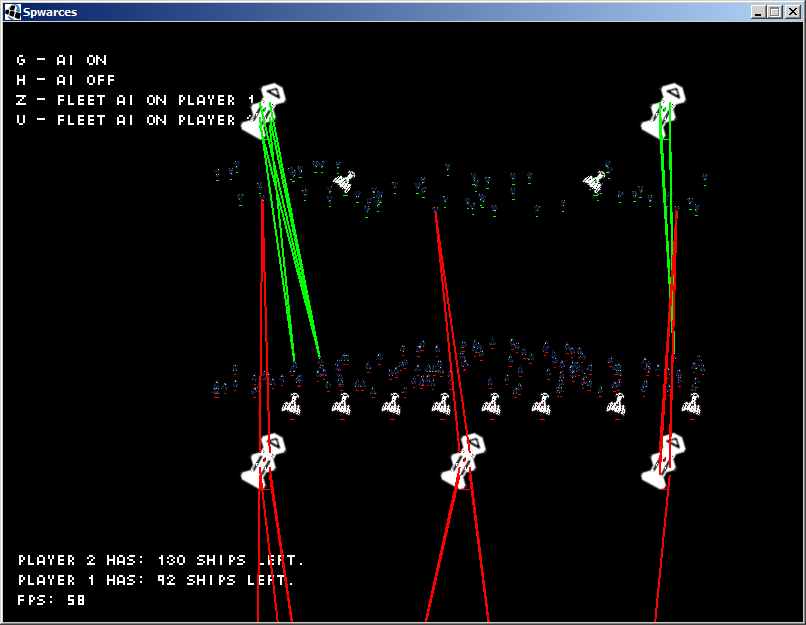 Spwarces
G - AI ON
H - AI OFF
Z - FLEET AI ON PLAYER 1
U - FLEET AI ON PLAYER
PLAYER 2 HAS: 130 SHIPS LEFT.
PLAYER 1 HAS: 92 SHIPS LEFT.
FPS: 58